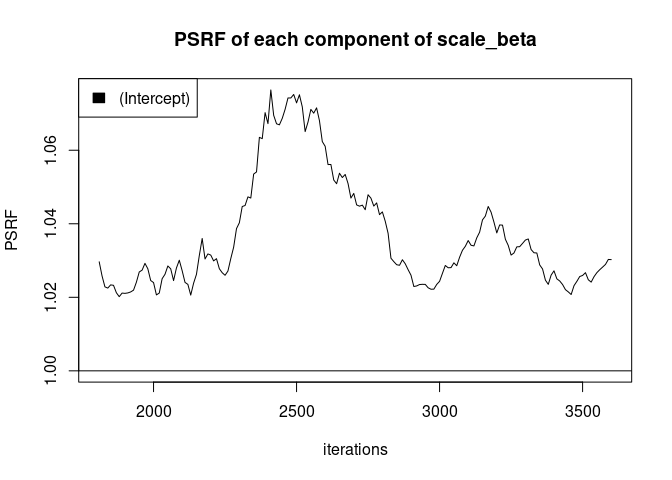 PSRF of each component of scale_beta
(Intercept)
PSRF
1.06
1.04
1.02
1.00
2000 2500 3000 3500
iterations